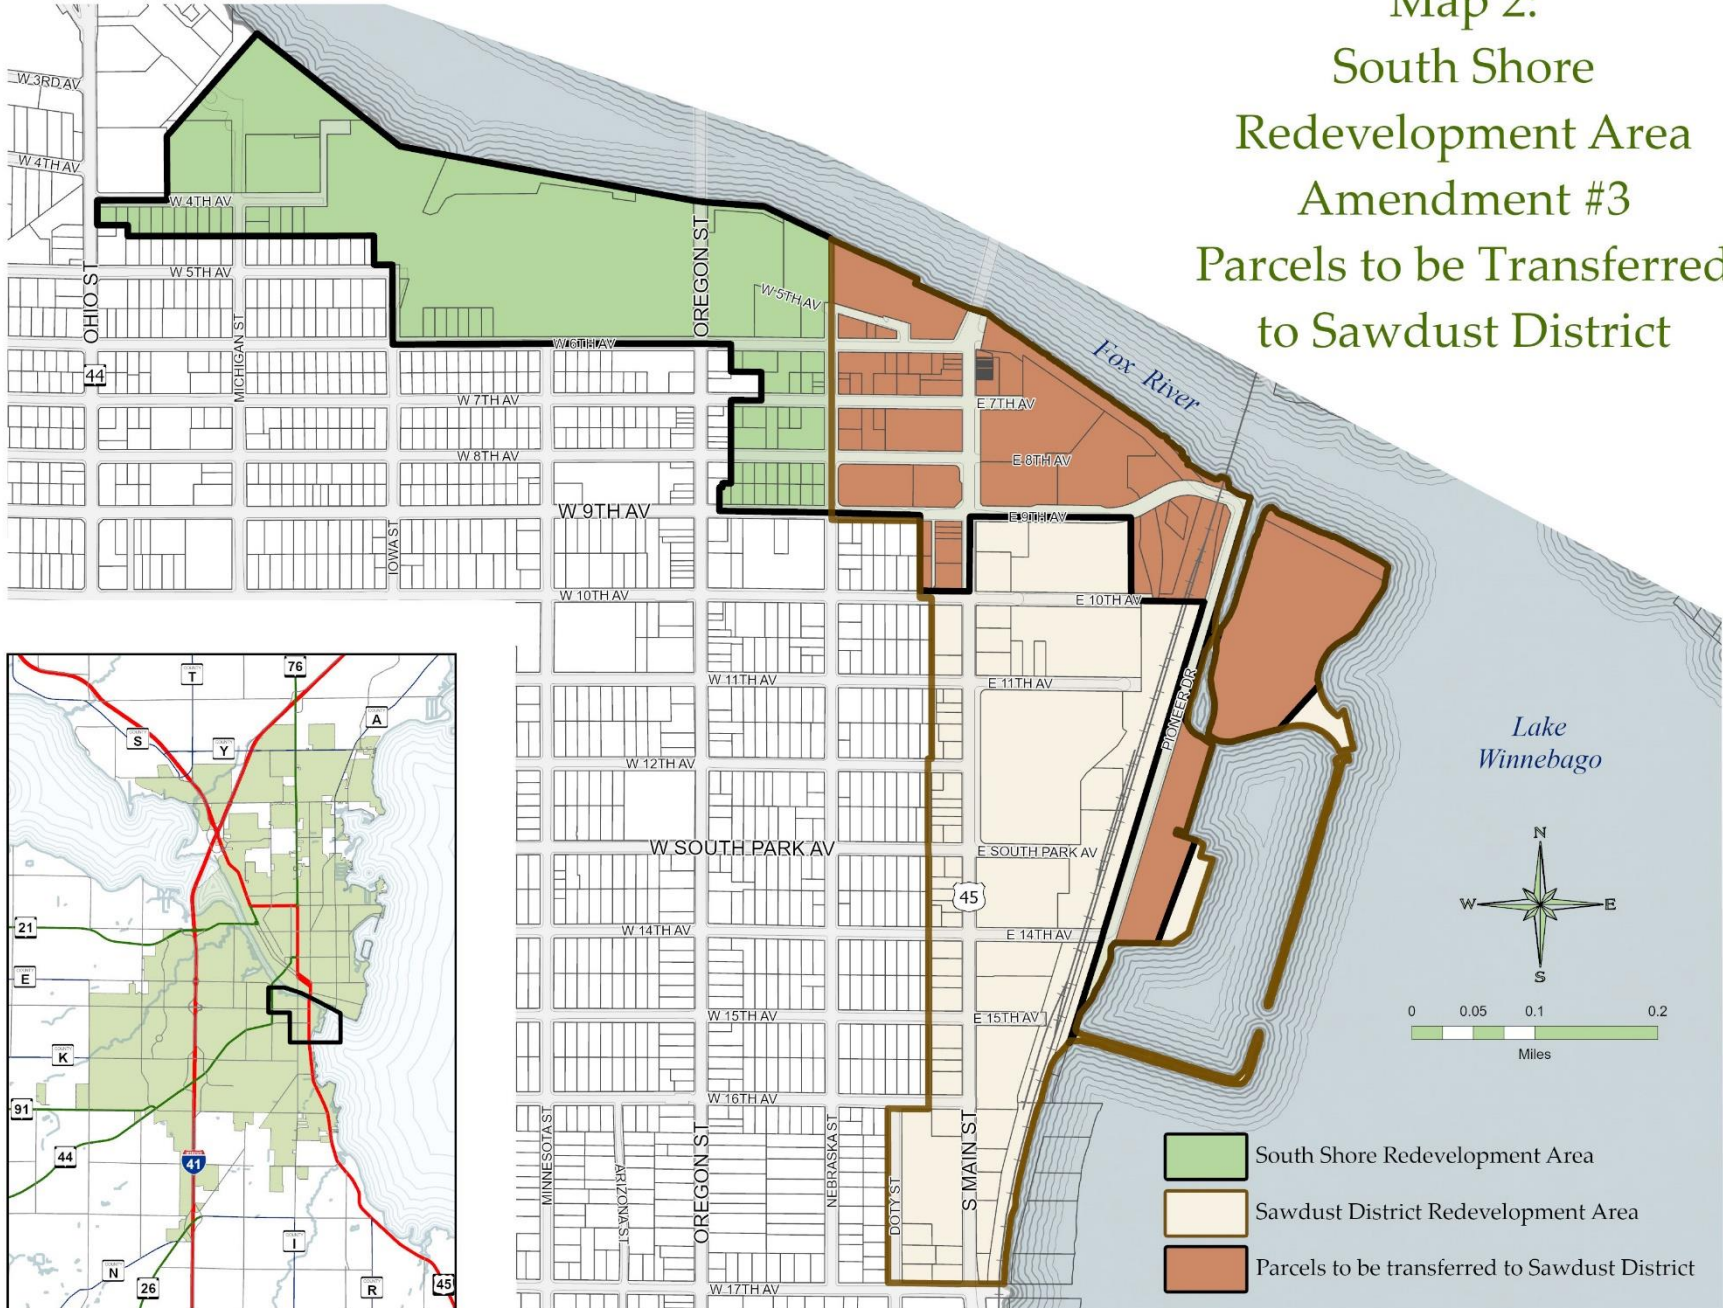 Map 2:
South Shore
Redevelopment Area
Amendment #3
Parcels to be Transferred
to Sawdust District
W 3RD AV
W 4TH AV
W 4TH AV
W 5TH AV
W 5TH AV
OHIO ST
MICHIGAN ST
OREGON ST
44
W 6TH AV
W 7TH AV
E 7TH AV
W 8TH AV
E 8TH AV
W 9TH AV
E 9TH AV
IOWA ST
W 10TH AV
E 10TH AV
W 11TH AV
E 11TH AV
PIONEER DR
W 12TH AV
W SOUTH PARK AV
E SOUTH PARK AV
45
W 14TH AV
E 14TH AV
W 15TH AV
E 15TH AV
W 16TH AV
MINNESOTA ST
ARIZONA ST
OREGON ST
NEBRASKA ST
DOTY ST
S MAIN ST
W 17TH AV
Fox River
Lake
Winnebago
N
W
E
S
0 0.05 0.1 0.2
Miles
South Shore Redevelopment Area
Sawdust District Redevelopment Area
Parcels to be transferred to Sawdust District
76
T
A
S
Y
21
E
K
91
44
41
I
N
26
R
45